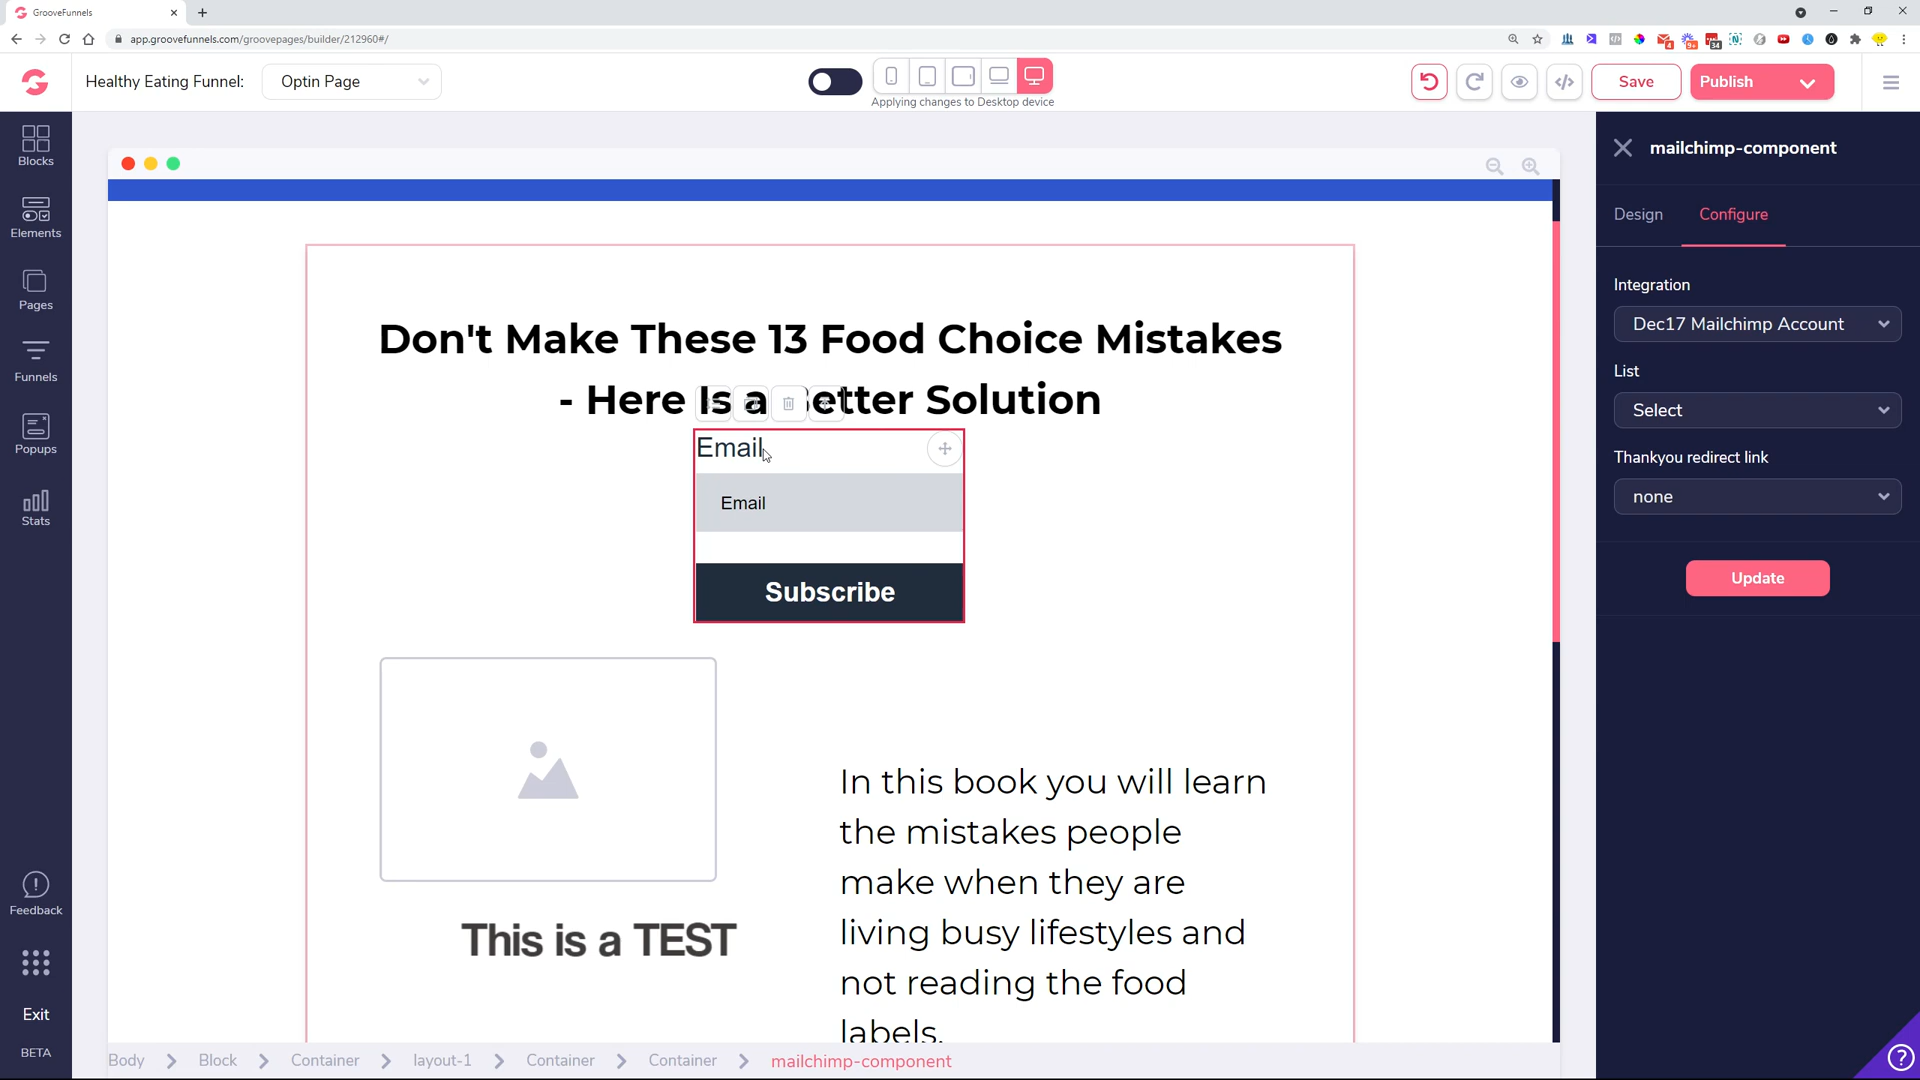 GrooveFunnels
app.groovefunnels.com/groovepages/builder/212960#/
4
9+
34
Healthy Eating Funnel:
Optin Page
Applying changes to Desktop device
Save
Publish
Blocks
Elements
Pages
Funnels
Popups
Stats
Feedback
Exit
BETA
Don't Make These 13 Food Choice Mistakes
- Here Is a Better Solution
Email
Email
Subscribe
This is a TEST
In this book you will learn
the mistakes people
make when they are
living busy lifestyles and
not reading the food
labels.
Body
Block
Container
layout-1
Container
Container
mailchimp-component
mailchimp-component
Design
Configure
Integration
Dec17 Mailchimp Account
List
Select
Thankyou redirect link
none
Update